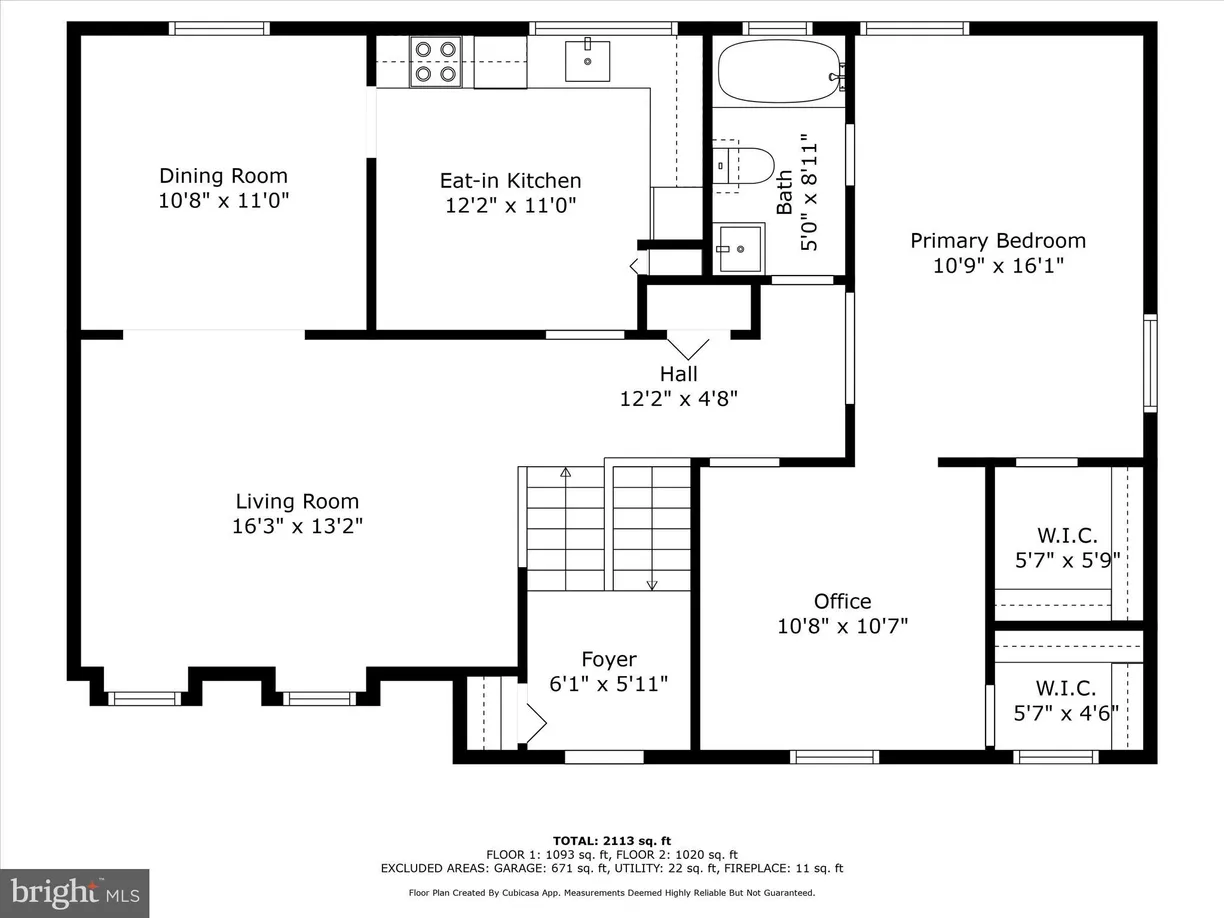 Dining Room
10'8" x 11'0"
Eat-in Kitchen
12'2" x 11'0"
Bath
5'0" x 8'11"
Primary Bedroom
10'9" x 16'1"
Hall
12'2" x 4'8"
Living Room
16'3" x 13'2"
W.I.C.
5'7" x 5'9"
Office
10'8" x 10'7"
Foyer
6'1" x 5'11"
W.I.C.
5'7" x 4'6"
TOTAL: 2113 sq. ft
FLOOR 1: 1093 sq. ft, FLOOR 2: 1020 sq. ft
EXCLUDED AREAS: GARAGE: 671 sq. ft, UTILITY: 22 sq. ft, FIREPLACE: 11 sq. ft
Floor Plan Created By Cubicasa App. Measurements Deemed Highly Reliable But Not Guaranteed.
bright MLS